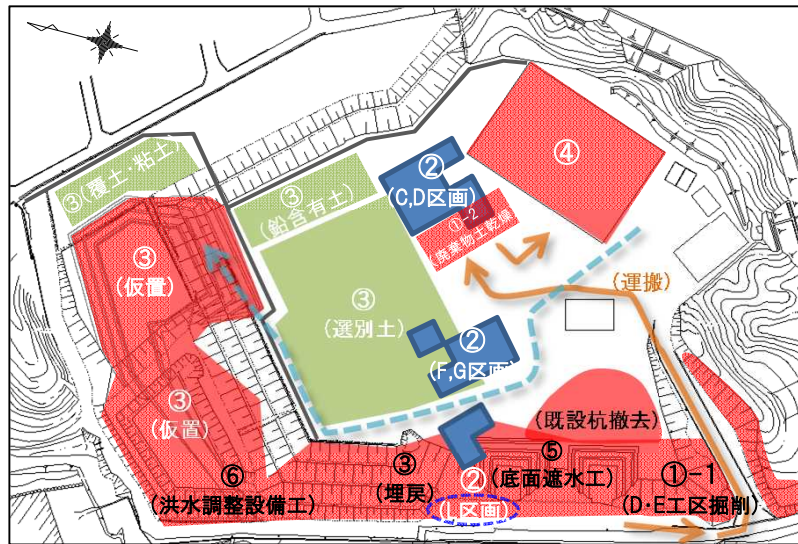 ③(覆土・粘土)
③
(鉛含有土)
②
(C,D区画)
④
①-2
(廃棄物土乾燥)
③
(仮置)
③
(選別土)
(運搬)
②
(F,G区画)
③
(仮置)
(既設杭撤去)
⑥
(洪水調整設備工)
③
(埋戻)
②
(L区画)
⑤
(底面遮水工)
①-1
(D・E工区掘削)